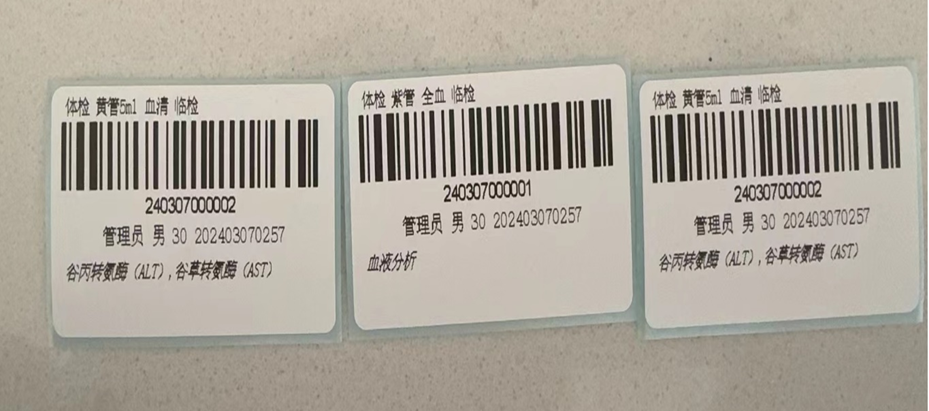 体检 黄管5ml 血清 临检
240307000002
管理员 男 30 202403070257
谷丙转氨酶(ALT),谷草转氨酶(AST)
体检 紫管 全血 临检
240307000001
管理员 男 30 202403070257
血液分析
体检 黄管5ml 血清 临检
240307000002
管理员 男 30 202403070257
谷丙转氨酶(ALT),谷草转氨酶(AST)